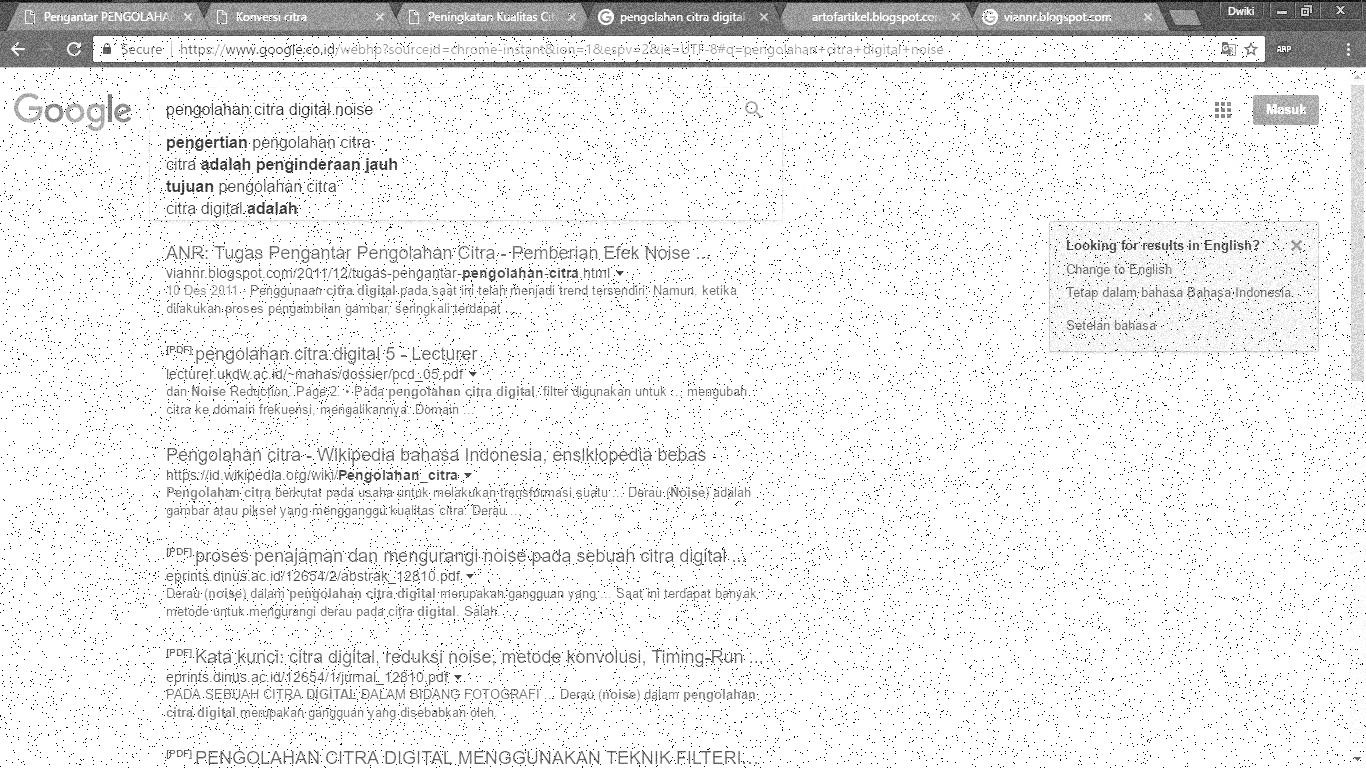 Pengantar PENGOLAHA
Konversi citra
Peningkatan Kualitas Cit
pengolahan citra digital
artofartikel.blogspot.co
viannr.blogspot.com
Dwiki
Secure
https://www.google.co.id/webhp?sourceid=chrome-instant&ion=1&espv=2&ie=UTF-8#q=pengolahan+citra+digital+noise
ABP
Google
pengolahan citra digital noise
Masuk
pengertian pengolahan citra
citra adalah penginderaan jauh
tujuan pengolahan citra
citra digital adalah
Looking for results in English?
Change to English
Tetap dalam bahasa Bahasa Indonesia.
Setelan bahasa
ANR: Tugas Pengantar Pengolahan Citra - Pemberian Efek Noise ...
viannr.blogspot.com/2011/12/tugas-pengantar-pengolahan-citra.html
10 Des 2011 - Penggunaan citra digital pada saat ini telah menjadi trend tersendiri. Namun, ketika
dilakukan proses pengambilan gambar, seringkali terdapat ...
[PDF] pengolahan citra digital 5 - Lecturer
lecturer.ukdw.ac.id/~mahas/dossier/pcd_05.pdf
dan Noise Reduction. Page 2. • Pada pengolahan citra digital, filter digunakan untuk ... mengubah
citra ke domain frekuensi, mengalikannya. Domain ...
Pengolahan citra - Wikipedia bahasa Indonesia, ensiklopedia bebas
https://id.wikipedia.org/wiki/Pengolahan_citra
Pengolahan citra berkutat pada usaha untuk melakukan transformasi suatu ... Derau (Noise) adalah
gambar atau piksel yang mengganggu kualitas citra. Derau ...
[PDF] proses penajaman dan mengurangi noise pada sebuah citra digital ...
eprints.dinus.ac.id/12654/2/abstrak_12810.pdf
Derau (noise) dalam pengolahan citra digital merupakan gangguan yang ... Saat ini terdapat banyak
metode untuk mengurangi derau pada citra digital. Salah
[PDF] Kata kunci: citra digital, reduksi noise, metode konvolusi, Timing-Run ...
eprints.dinus.ac.id/12654/1/jurnal_12810.pdf
PADA SEBUAH CITRA DIGITAL DALAM BIDANG FOTOGRAFI ... Derau (noise) dalam pengolahan
citra digital merupakan gangguan yang disebabkan oleh
[PDF] PENGOLAHAN CITRA DIGITAL MENGGUNAKAN TEKNIK FILTERI...